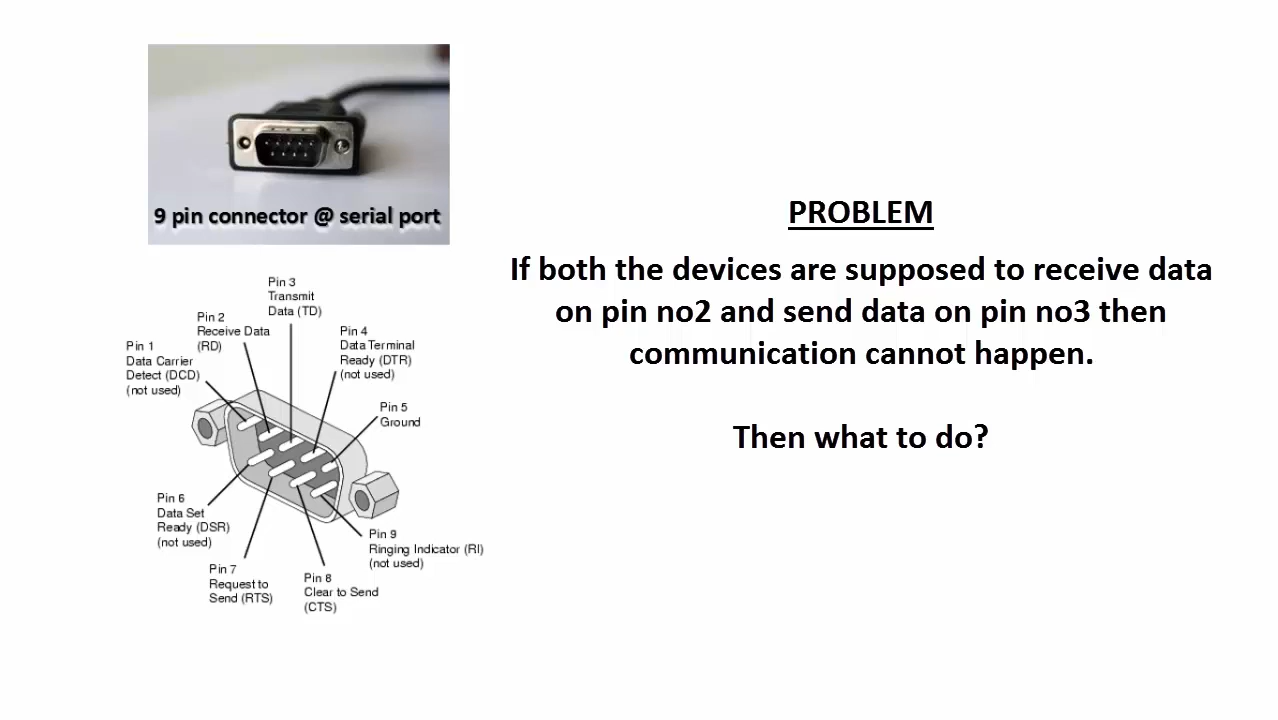 9 pin connector @ serial port
PROBLEM
If both the devices are supposed to receive data
on pin no2 and send data on pin no3 then
communication cannot happen.
Then what to do?
Pin 3
Transmit
Data (TD)
Pin 2
Receive Data
(RD)
Pin 4
Data Terminal
Ready (DTR)
(not used)
Pin 1
Data Carrier
Detect (DCD)
(not used)
Pin 5
Ground
Pin 6
Data Set
Ready (DSR)
(not used)
Pin 9
Ringing Indicator (RI)
(not used)
Pin 7
Request to
Send (RTS)
Pin 8
Clear to Send
(CTS)